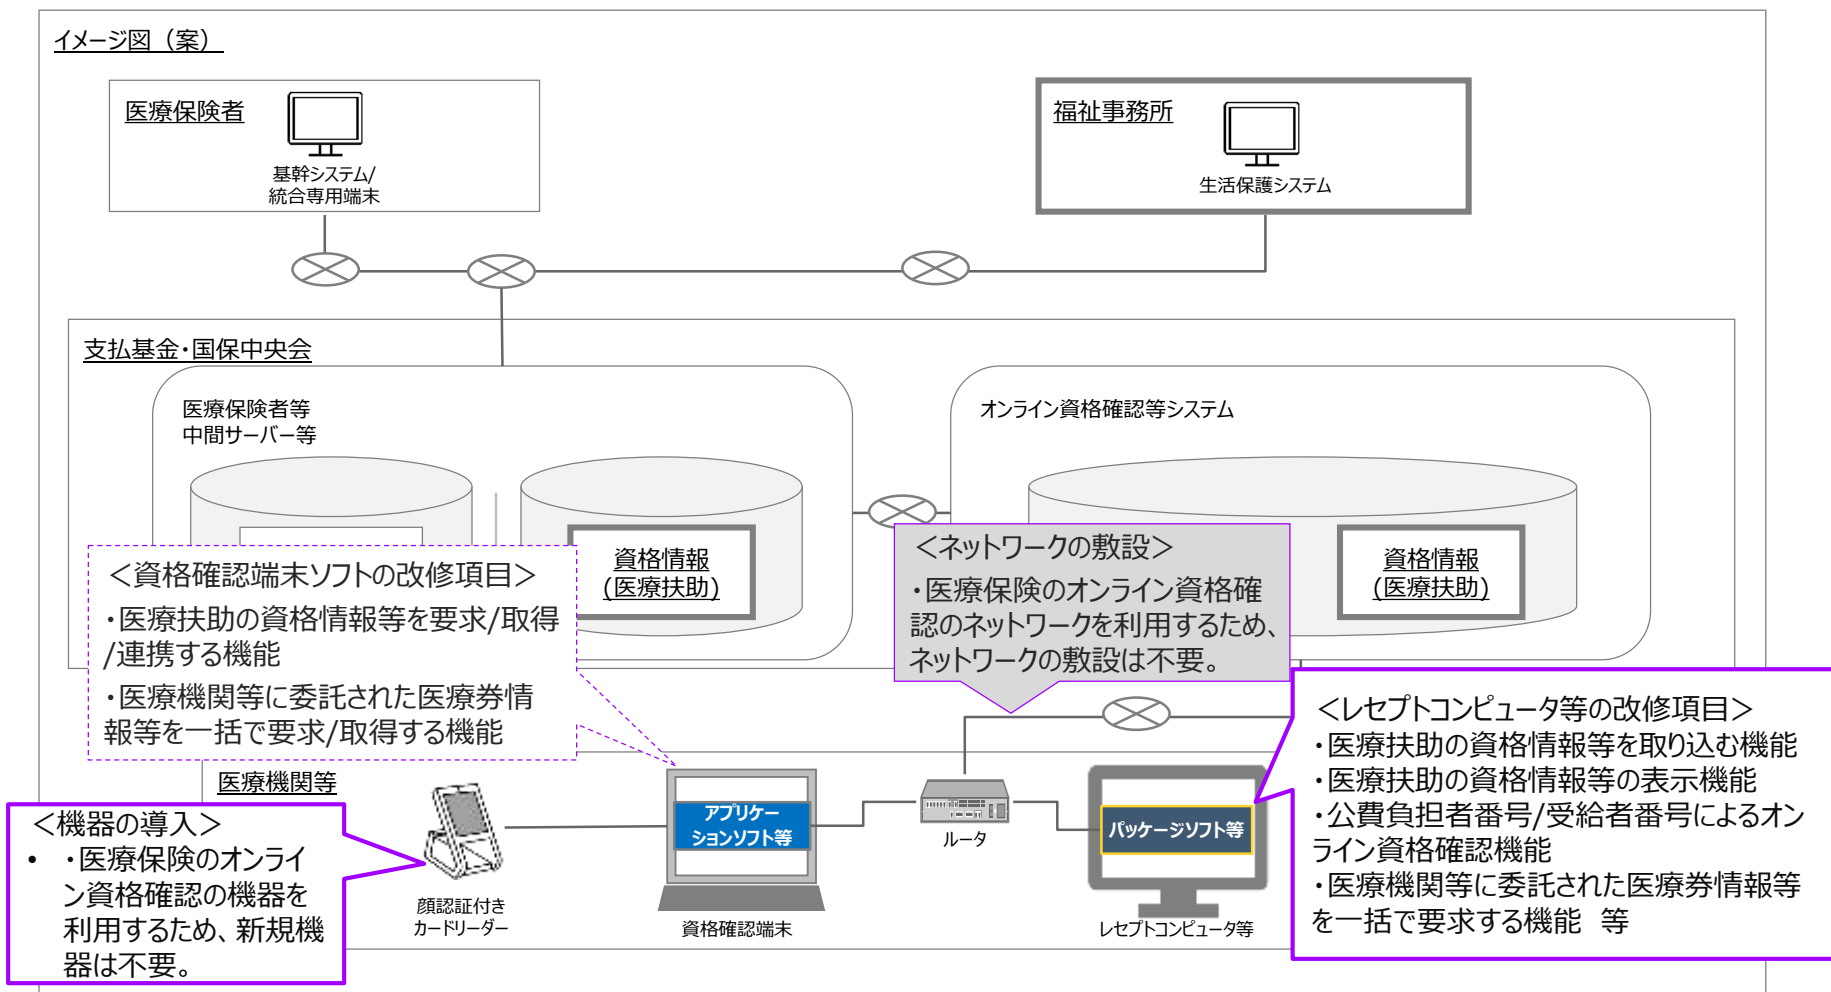 イメージ図（案）
医療保険者
基幹システム/
統合専用端末
福祉事務所
生活保護システム
支払基金・国保中央会
医療保険者等
中間サーバー等
オンライン資格確認等システム
資格情報
(医療扶助)
資格情報
(医療扶助)
＜資格確認端末ソフトの改修項目＞
・医療扶助の資格情報等を要求/取得
/連携する機能
・医療機関等に委託された医療券情
報等を一括で要求/取得する機能
＜ネットワークの敷設＞
・医療保険のオンライン資格確
認のネットワークを利用するため、
ネットワークの敷設は不要。
＜レセプトコンピュータ等の改修項目＞
・医療扶助の資格情報等を取り込む機能
・医療扶助の資格情報等の表示機能
・公費負担者番号/受給者番号によるオン
ライン資格確認機能
・医療機関等に委託された医療券情報等
を一括で要求する機能　等
医療機関等
＜機器の導入＞
• ・医療保険のオンライ
ン資格確認の機器を
利用するため、新規機
器は不要。
顔認証付き
カードリーダー
アプリケー
ションソフト等
資格確認端末
ルータ
パッケージソフト等
レセプトコンピュータ等